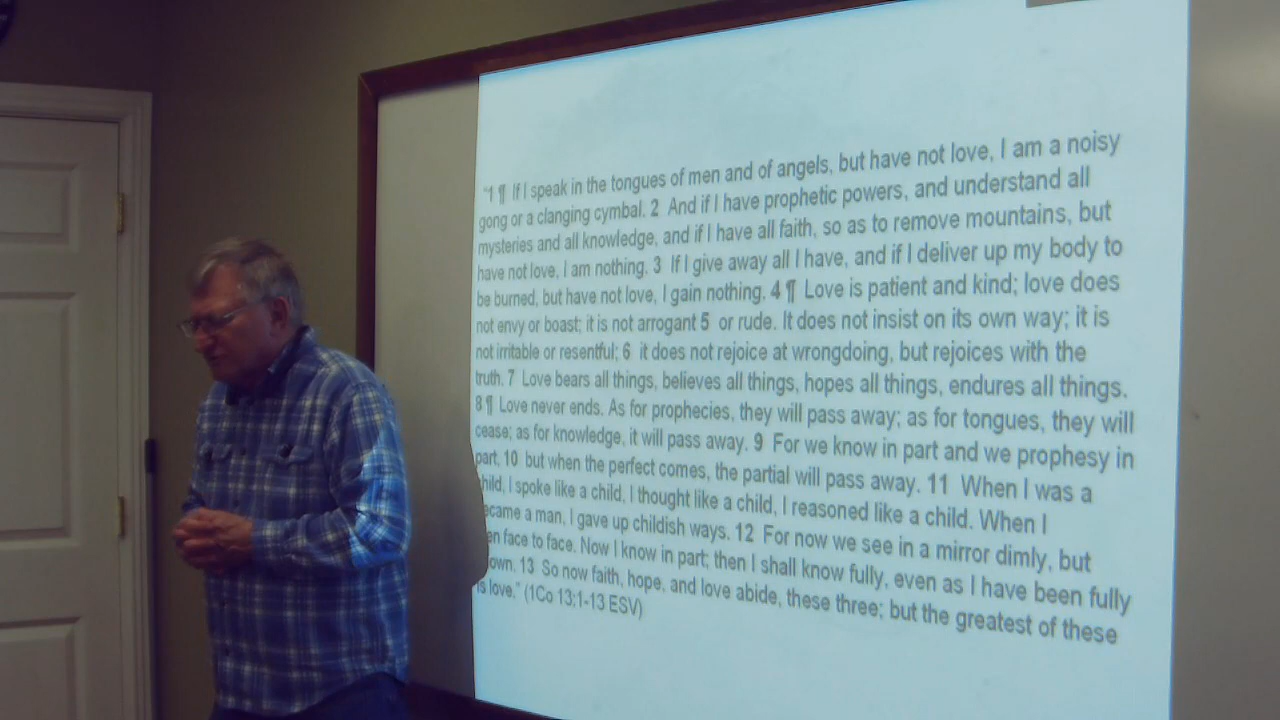 "1 ¶ If I speak in the tongues of men and of angels, but have not love, I am a noisy
gong or a clanging cymbal. 2 And if I have prophetic powers, and understand all
mysteries and all knowledge, and if I have all faith, so as to remove mountains, but
have not love, I am nothing. 3 If I give away all I have, and if I deliver up my body to
be burned, but have not love, I gain nothing. 4 ¶ Love is patient and kind; love does
not envy or boast; it is not arrogant 5 or rude. It does not insist on its own way; it is
not irritable or resentful; 6 it does not rejoice at wrongdoing, but rejoices with the
truth. 7 Love bears all things, believes all things, hopes all things, endures all things.
8 ¶ Love never ends. As for prophecies, they will pass away; as for tongues, they will
cease; as for knowledge, it will pass away. 9 For we know in part and we prophesy in
part, 10 but when the perfect comes, the partial will pass away. 11 When I was a
hild, I spoke like a child, I thought like a child, I reasoned like a child. When I
ecame a man, I gave up childish ways. 12 For now we see in a mirror dimly, but
en face to face. Now I know in part; then I shall know fully, even as I have been fully
own. 13 So now faith, hope, and love abide, these three; but the greatest of these
is love." (1Co 13:1-13 ESV)